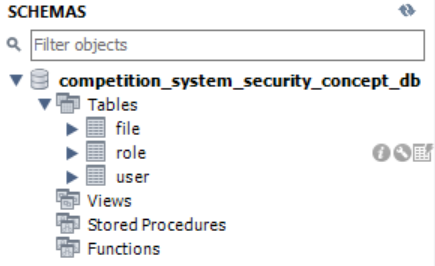 SCHEMAS
Filter objects
competition_system_security_concept_db
Tables
file
role
user
Views
Stored Procedures
Functions